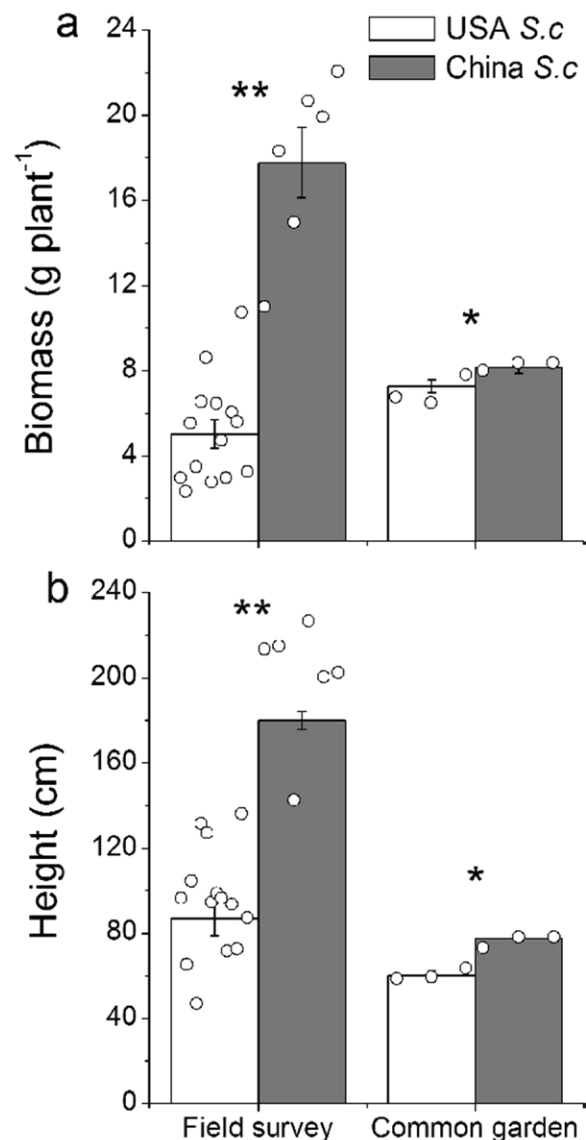 a
USA S.c
China S.c
**
*
24
20
16
12
8
4
0
Biomass (g plant⁻¹)
b
**
*
240
200
160
120
80
40
0
Height (cm)
Field survey Common garden